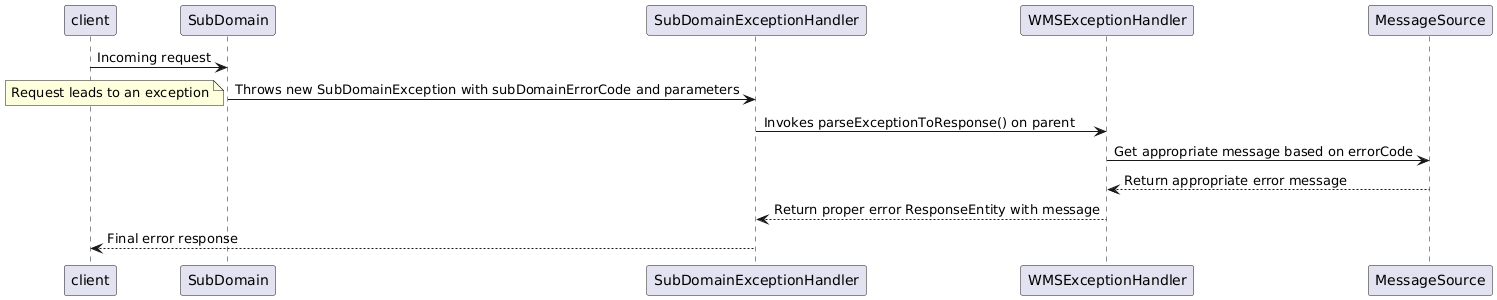 client
SubDomain
SubDomainExceptionHandler
WMSExceptionHandler
MessageSource
Incoming request
Request leads to an exception
Throws new SubDomainException with subDomainErrorCode and parameters
Invokes parseExceptionToResponse() on parent
Get appropriate message based on errorCode
Return appropriate error message
Return proper error ResponseEntity with message
Final error response
client
SubDomain
SubDomainExceptionHandler
WMSExceptionHandler
MessageSource